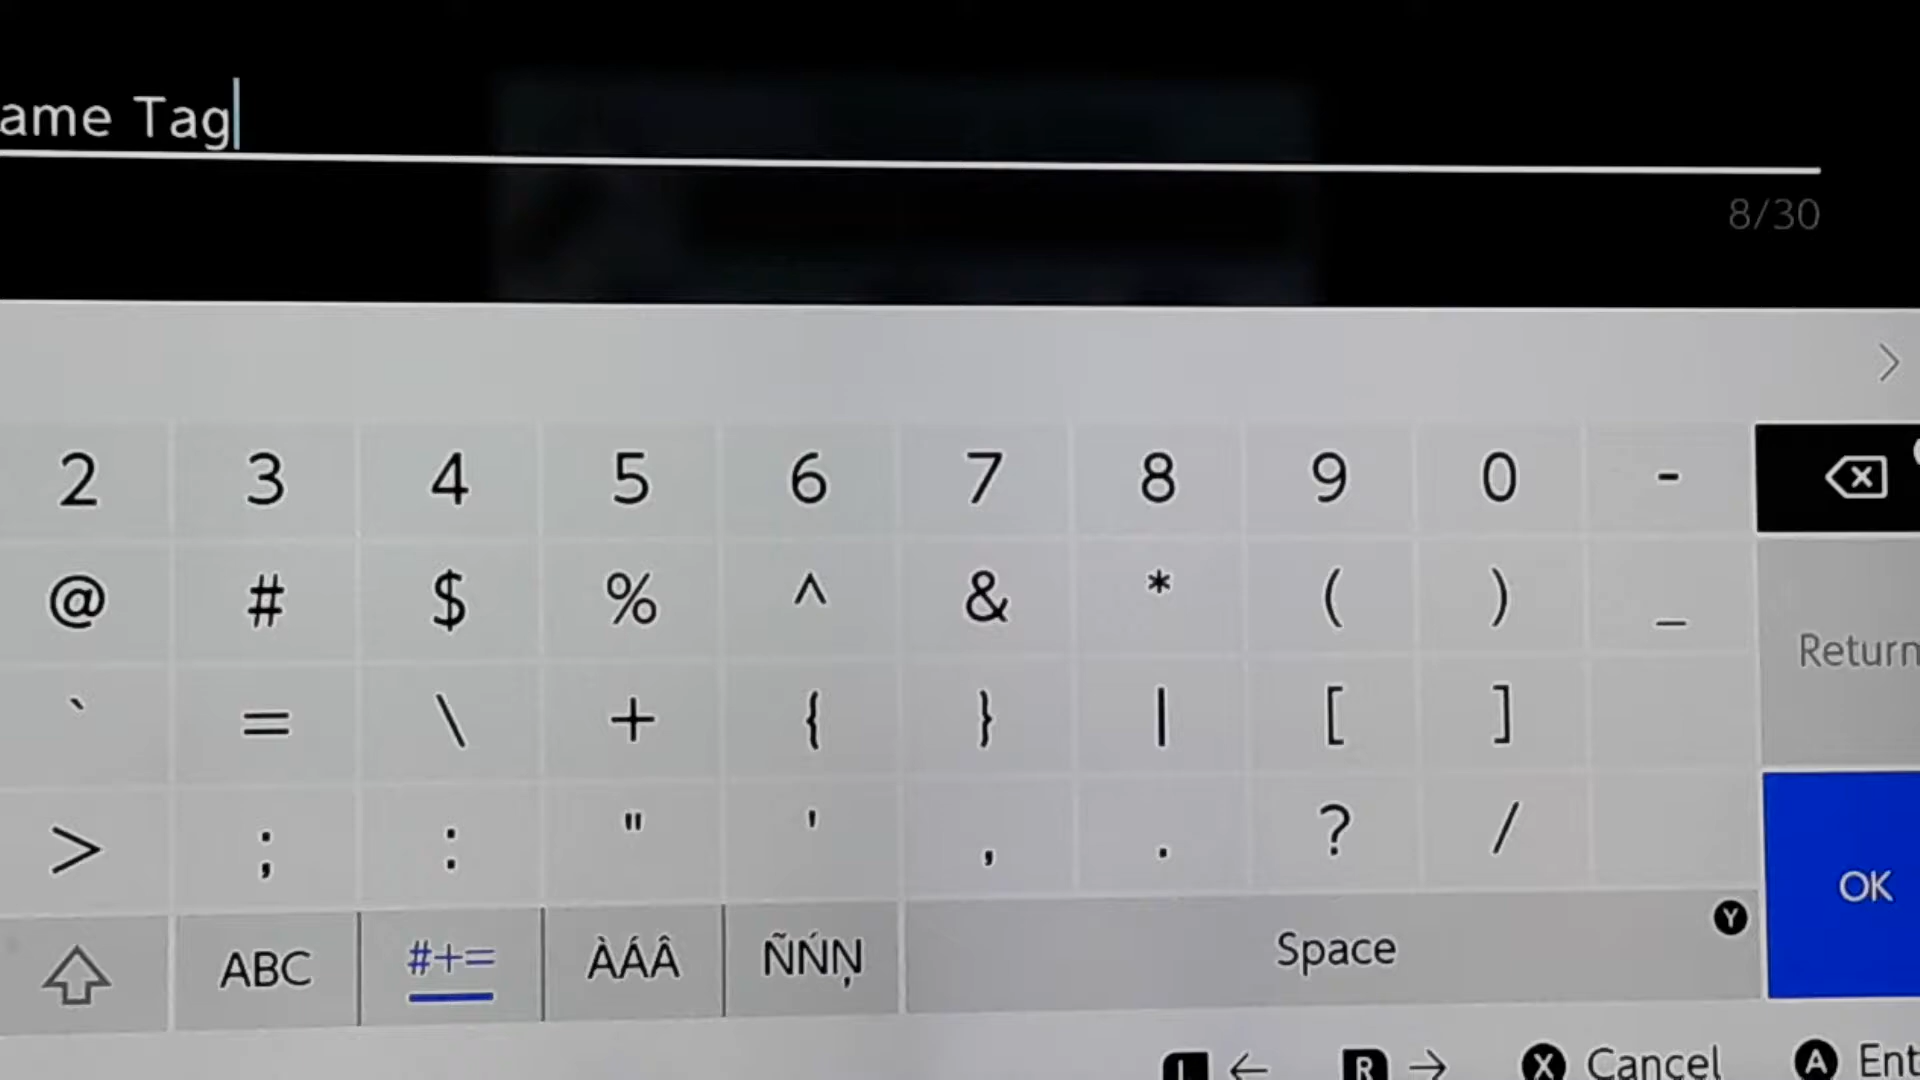 ame Tag
8/30
2 3 4 5 6 7 8 9 0 -
@ # $ % ^ & * ( ) _
Return
` = \ + { } | [ ]
> ; : " ' , . ? /
OK
ABC #+= ÀÁÂ ÑŃŅ Space Y
L ← R → X Cancel A Ent